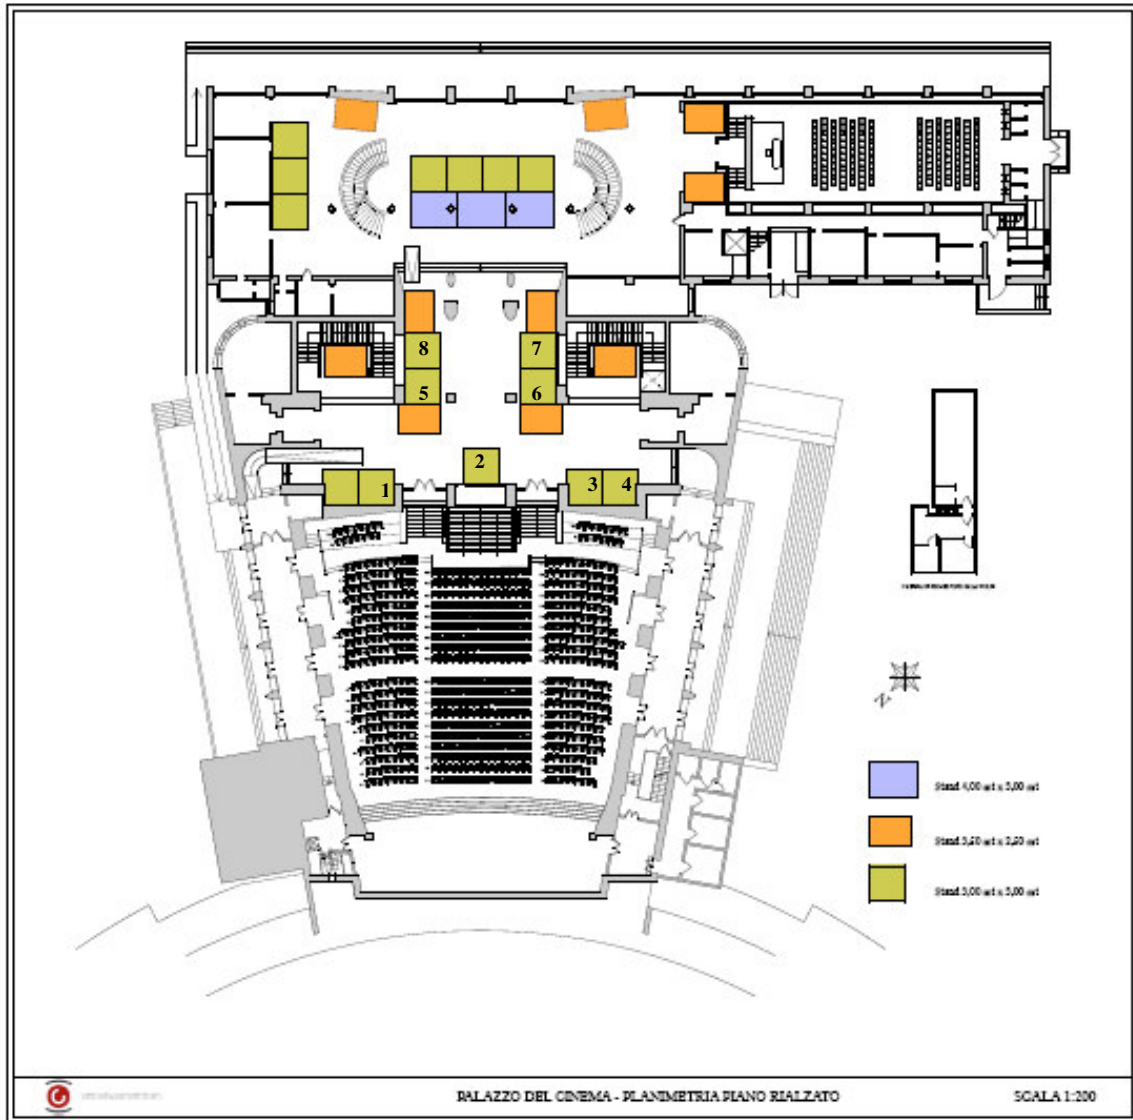 8
7
5
6
2
1
3
4
N
Stand 4,00 mt x 3,00 mt
Stand 3,50 mt x 2,50 mt
Stand 3,00 mt x 3,00 mt
PALAZZO DEL CINEMA - PLANIMETRIA PIANO RIALZATO
SCALA 1:200